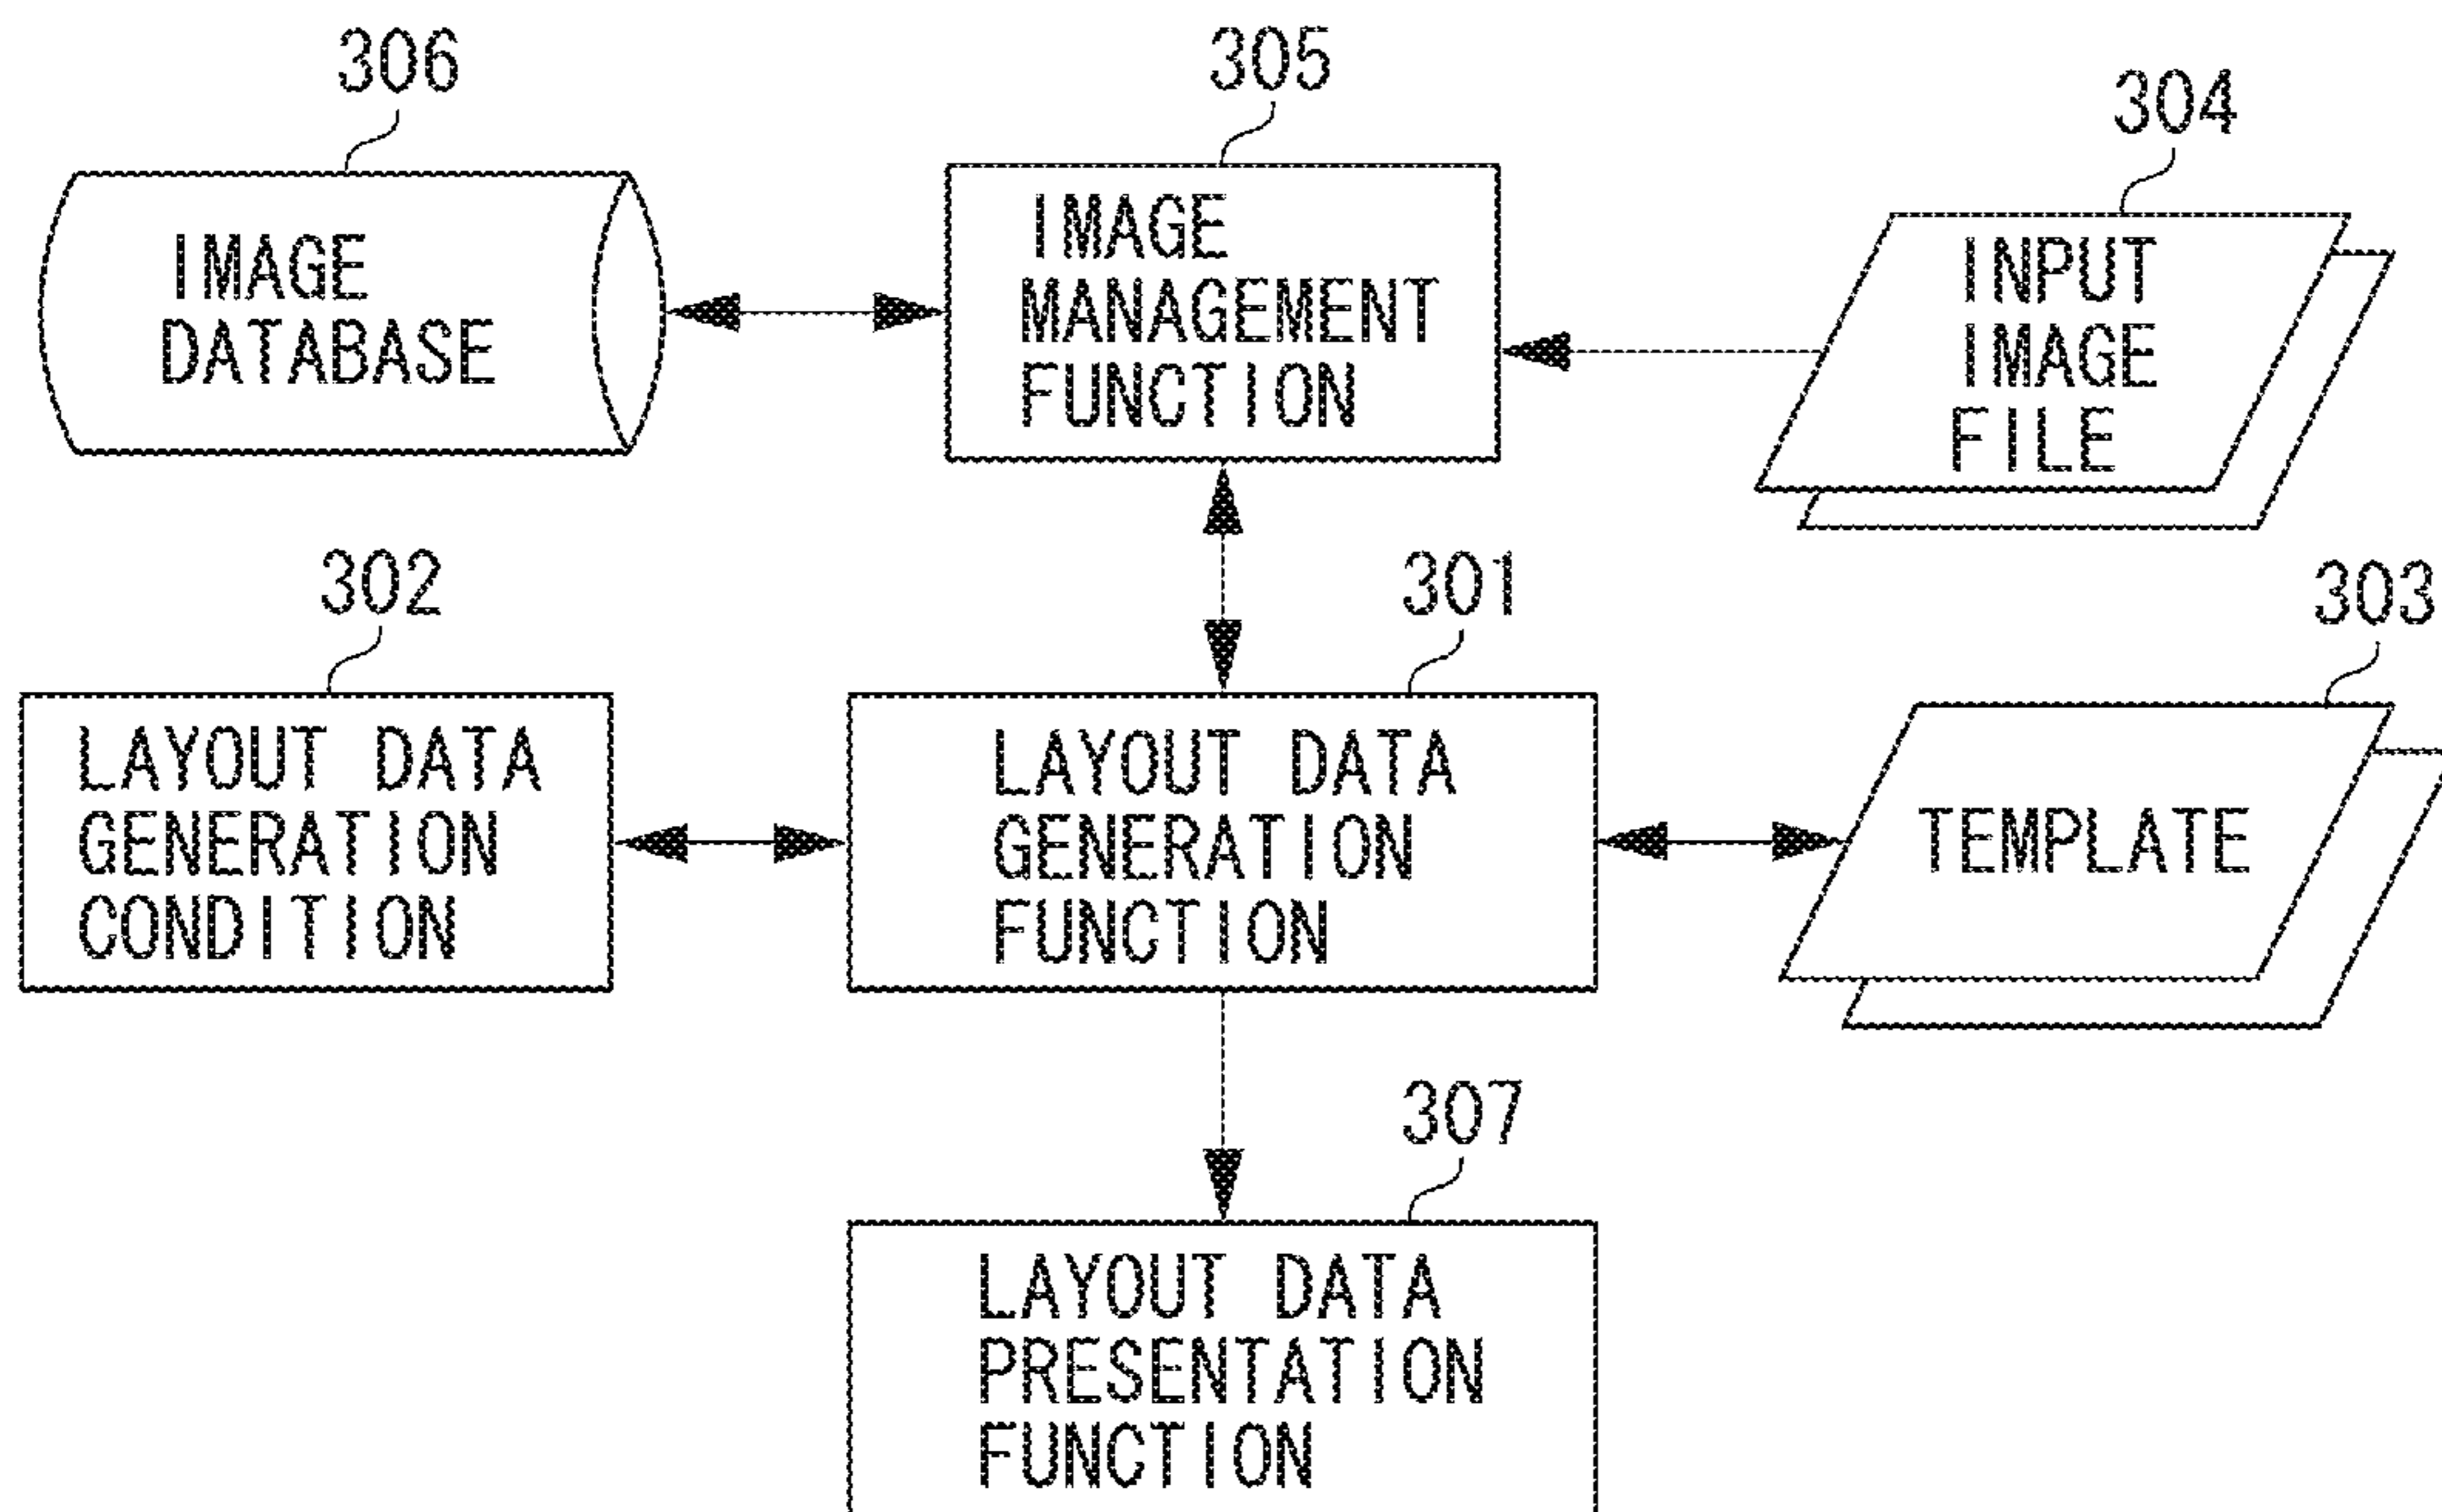 306
IMAGE
DATABASE
305
IMAGE
MANAGEMENT
FUNCTION
304
INPUT
IMAGE
FILE
302
LAYOUT DATA
GENERATION
CONDITION
301
LAYOUT DATA
GENERATION
FUNCTION
303
TEMPLATE
307
LAYOUT DATA
PRESENTATION
FUNCTION